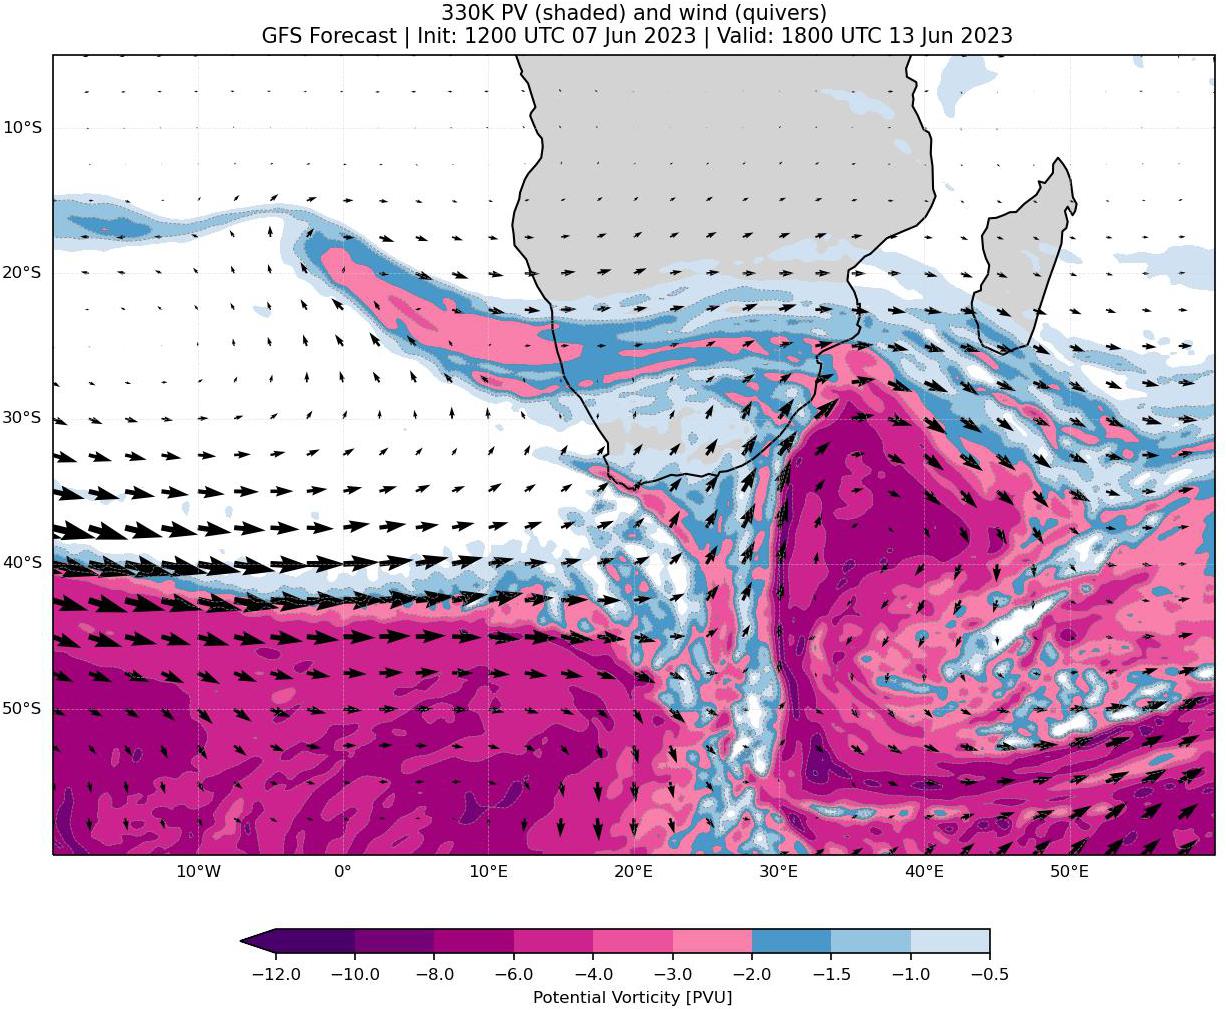 330K PV (shaded) and wind (quivers)
GFS Forecast | Init: 1200 UTC 07 Jun 2023 | Valid: 1800 UTC 13 Jun 2023
10°S
20°S
30°S
40°S
50°S
10°W 0° 10°E 20°E 30°E 40°E 50°E
−12.0 −10.0 −8.0 −6.0 −4.0 −3.0 −2.0 −1.5 −1.0 −0.5
Potential Vorticity [PVU]